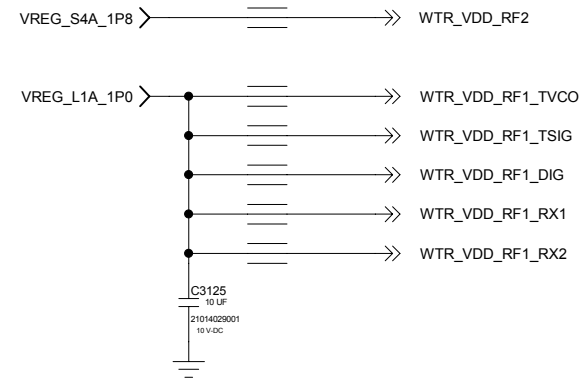 VREG_S4A_1P8
WTR_VDD_RF2
VREG_L1A_1P0
WTR_VDD_RF1_TVCO
WTR_VDD_RF1_TSIG
WTR_VDD_RF1_DIG
WTR_VDD_RF1_RX1
WTR_VDD_RF1_RX2
C3125
10 UF
21014029001
10 V-DC